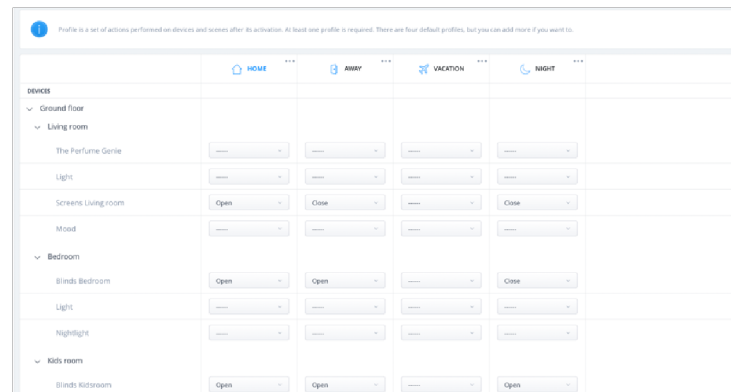 Profile is a set of actions performed on devices and scenes after its activation. At least one profile is required. There are four default profiles, but you can add more if you want to.
HOME AWAY VACATION NIGHT
DEVICES
Ground floor
Living room
The Perfume Genie ----- ----- ----- -----
Light ----- ----- ----- -----
Screens Living room Open Close ----- Close
Mood ----- ----- ----- -----
Bedroom
Blinds Bedroom Open Open ----- Close
Light ----- ----- ----- -----
Nightlight ----- ----- ----- -----
Kids room
Blinds Kidsroom Open Open ----- Open